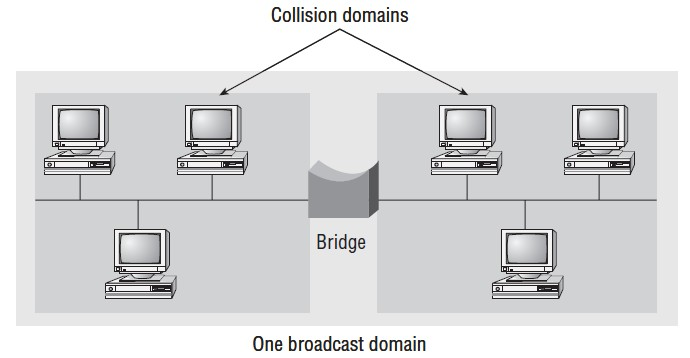 Collision domains
Bridge
One broadcast domain